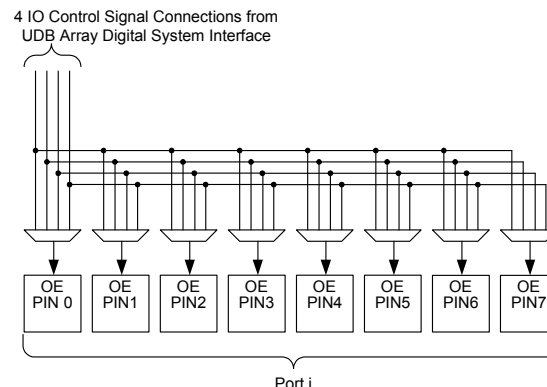 4 IO Control Signal Connections from
UDB Array Digital System Interface
OE
PIN 0
OE
PIN1
OE
PIN2
OE
PIN3
OE
PIN4
OE
PIN5
OE
PIN6
OE
PIN7
Port i